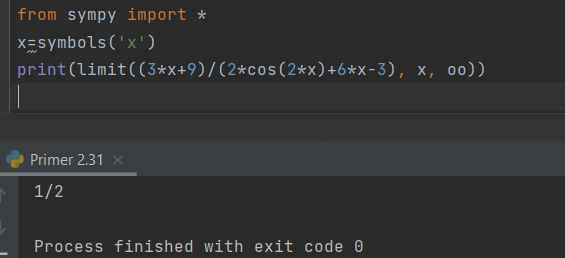 from sympy import *
x=symbols('x')
print(limit((3*x+9)/(2*cos(2*x)+6*x-3), x, oo))
Primer 2.31
1/2
Process finished with exit code 0